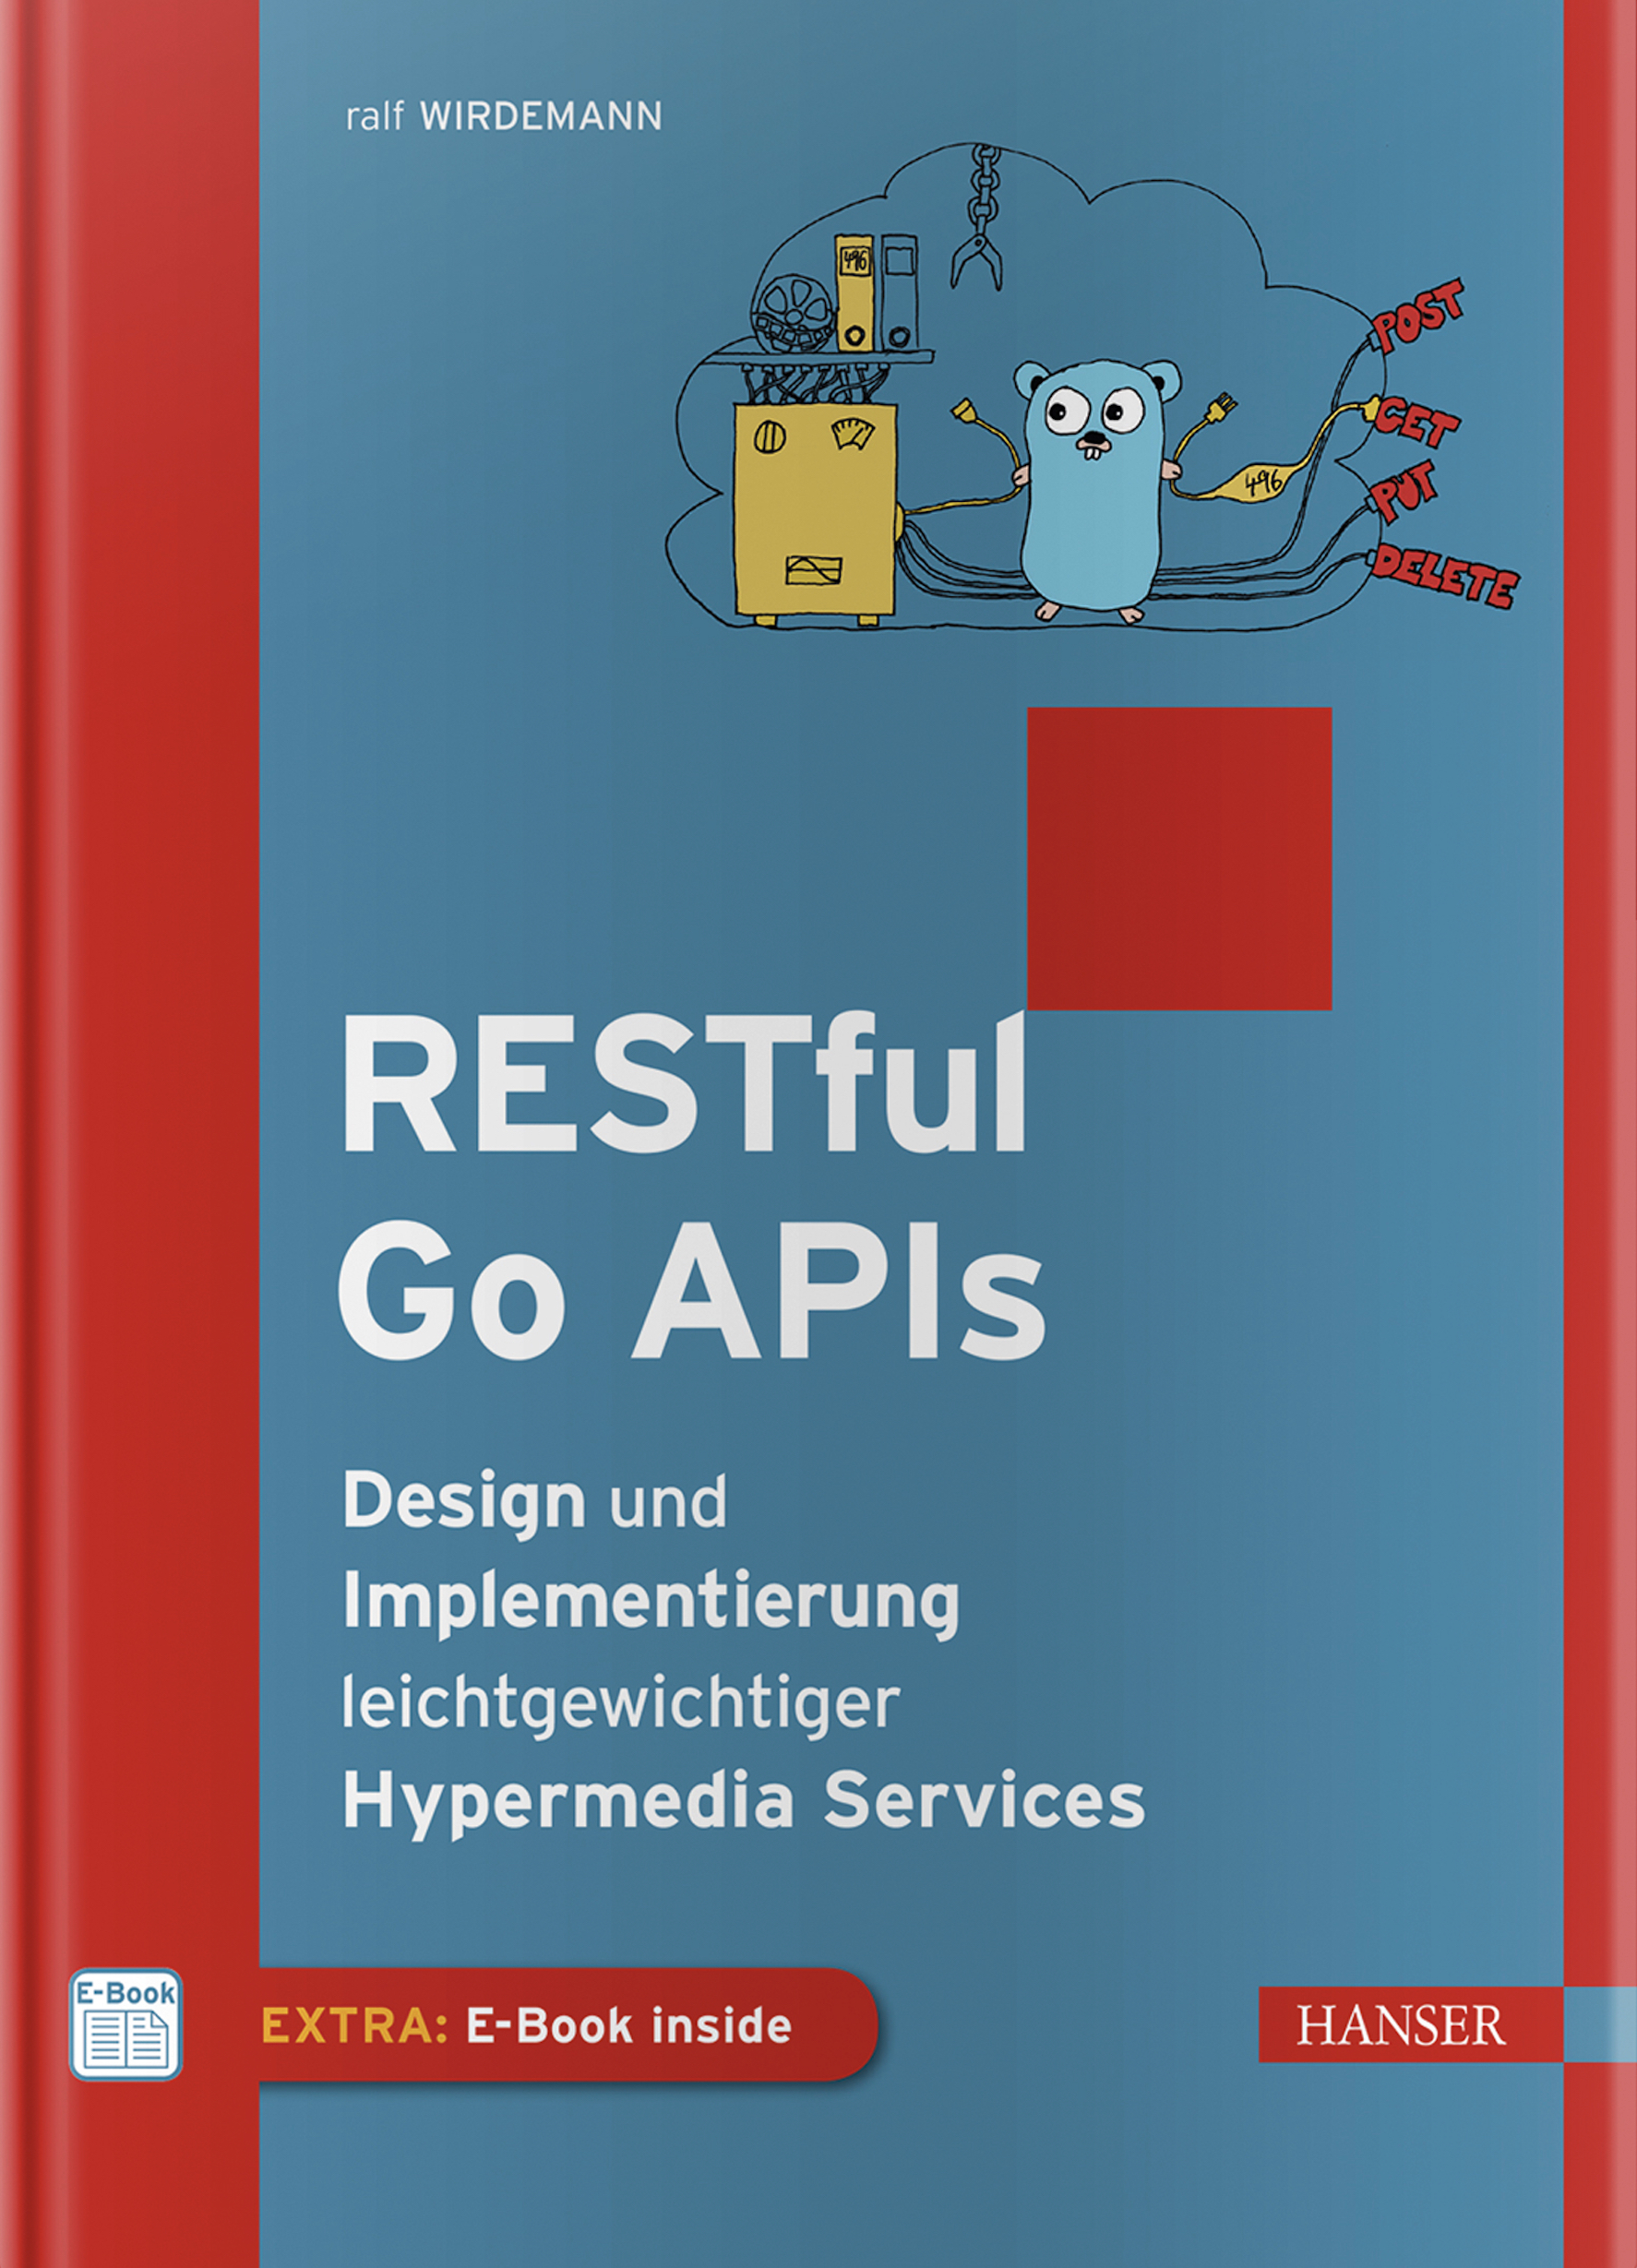 ralf WIRDEMANN
496
POST
GET
496
PUT
DELETE
RESTful
Go APIs
Design und
Implementierung
leichtgewichtiger
Hypermedia Services
E-Book
EXTRA: E-Book inside
HANSER